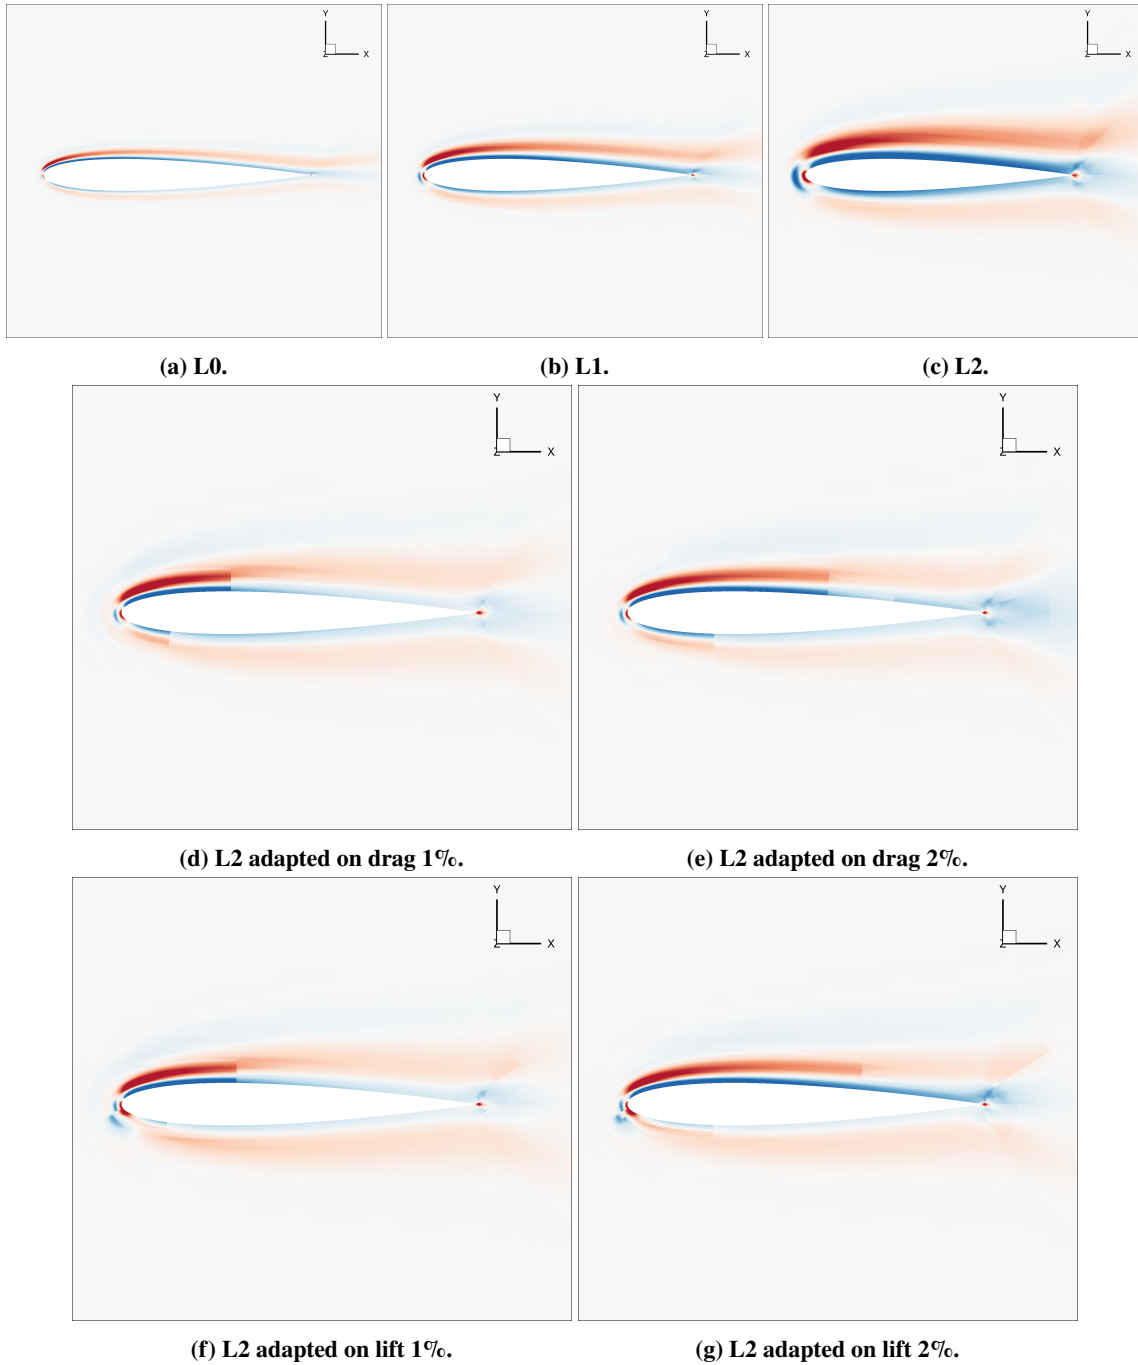 Y Y Y
Z X Z X Z X
(a) L0. (b) L1. (c) L2.
Y Y
Z X Z X
(d) L2 adapted on drag 1%. (e) L2 adapted on drag 2%.
Y Y
Z X Z X
(f) L2 adapted on lift 1%. (g) L2 adapted on lift 2%.